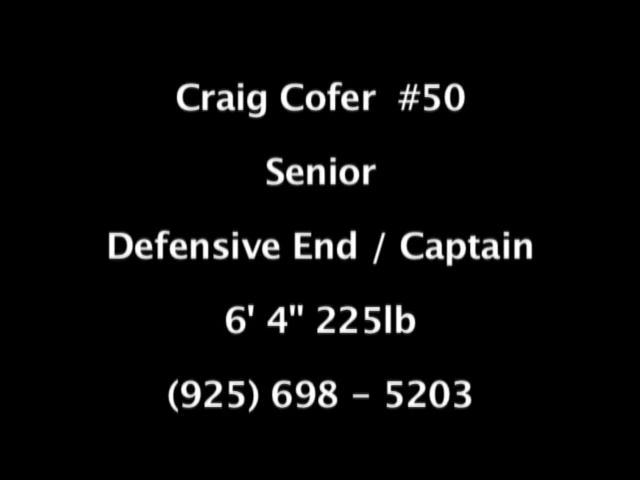 Craig Cofer #50
Senior
Defensive End / Captain
6' 4" 225lb
(925) 698 – 5203